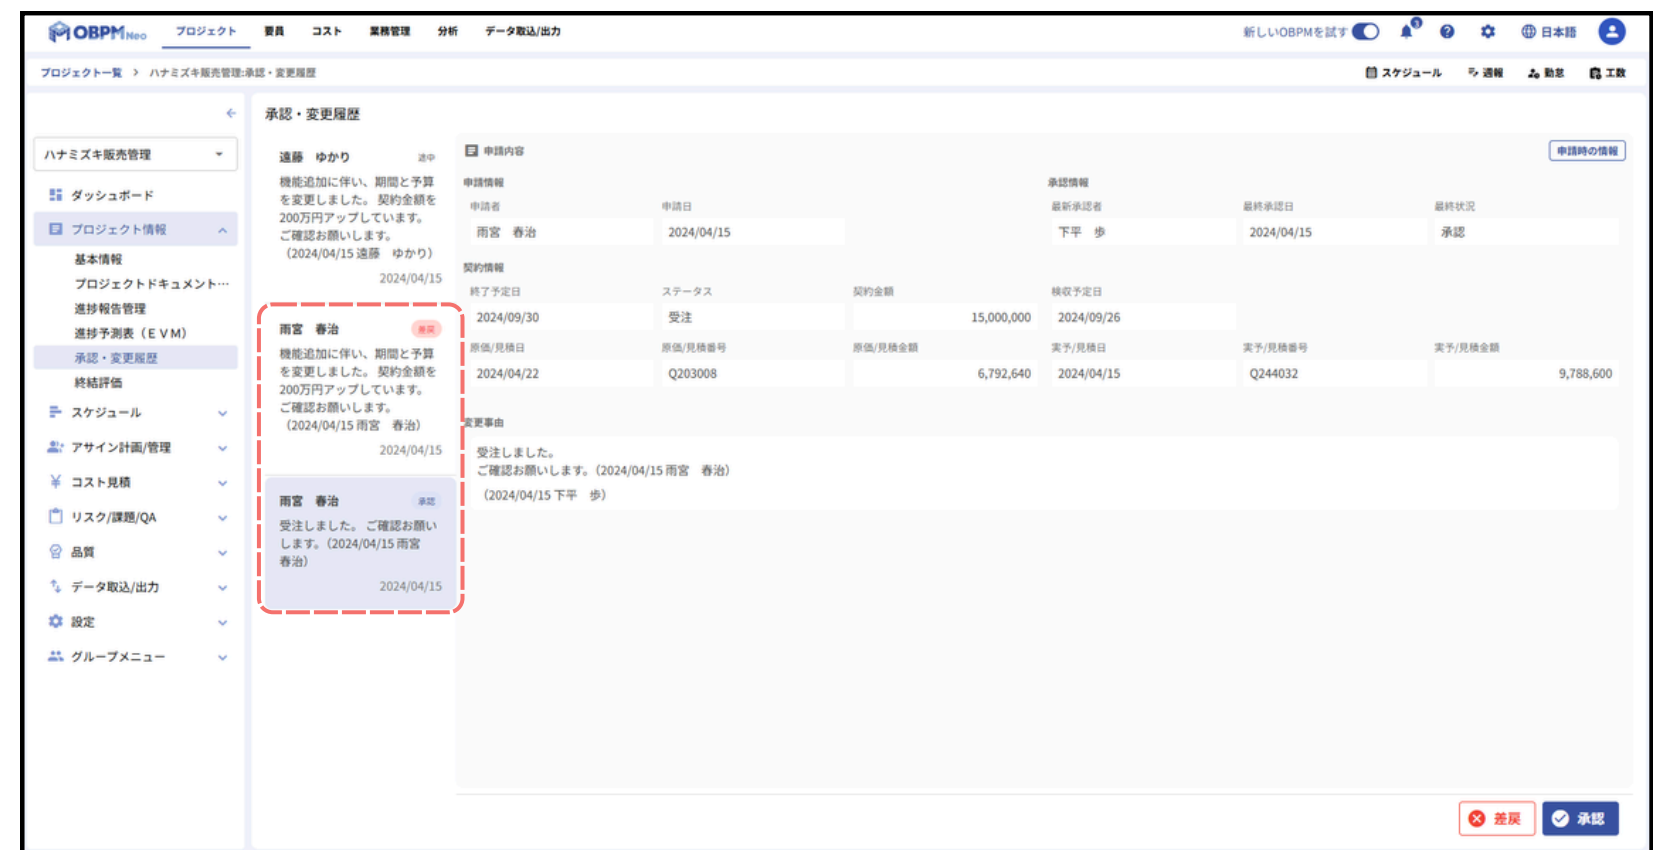 OBPM Neo
プロジェクト
要員
コスト
業務管理
分析
データ取込/出力
新しいOBPMを試す
3
日本語
プロジェクト一覧 > ハナミズキ販売管理:承認・変更履歴
スケジュール
週報
勤怠
工数
ハナミズキ販売管理
ダッシュボード
プロジェクト情報
基本情報
プロジェクトドキュメント…
進捗報告管理
進捗予測表（ＥＶＭ）
承認・変更履歴
終結評価
スケジュール
アサイン計画/管理
コスト見積
リスク/課題/QA
品質
データ取込/出力
設定
グループメニュー
承認・変更履歴
遠藤　ゆかり 途中
機能追加に伴い、期間と予算
を変更しました。契約金額を
200万円アップしています。
ご確認お願いします。
（2024/04/15 遠藤　ゆかり）
2024/04/15
雨宮　春治 差戻
機能追加に伴い、期間と予算
を変更しました。契約金額を
200万円アップしています。
ご確認お願いします。
（2024/04/15 雨宮　春治）
2024/04/15
雨宮　春治 承認
受注しました。 ご確認お願い
します。（2024/04/15 雨宮
春治）
2024/04/15
申請内容
申請時の情報
申請情報
承認情報
申請者 申請日 最新承認者 最終承認日 最終状況
雨宮　春治 2024/04/15 下平　歩 2024/04/15 承認
契約情報
終了予定日 ステータス 契約金額 検収予定日
2024/09/30 受注 15,000,000 2024/09/26
原価/見積日 原価/見積番号 原価/見積金額 実予/見積日 実予/見積番号 実予/見積金額
2024/04/22 Q203008 6,792,640 2024/04/15 Q244032 9,788,600
変更事由
受注しました。
ご確認お願いします。（2024/04/15 雨宮　春治）
（2024/04/15 下平　歩）
差戻
承認